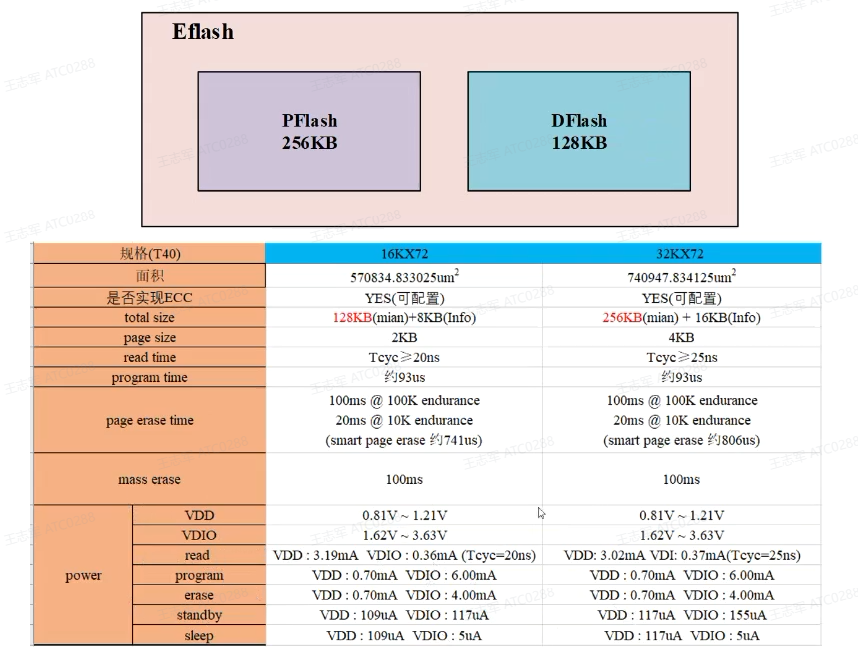 Eflash
PFlash
256KB
DFlash
128KB
规格(T40) 16KX72 32KX72
面积 570834.833025um² 740947.834125um²
是否实现ECC YES(可配置) YES(可配置)
total size 128KB(mian)+8KB(Info) 256KB(mian) + 16KB(Info)
page size 2KB 4KB
read time Tcyc≥20ns Tcyc≥25ns
program time 约93us 约93us
page erase time
100ms @ 100K endurance 100ms @ 100K endurance
20ms @ 10K endurance 20ms @ 10K endurance
(smart page erase 约741us) (smart page erase 约806us)
mass erase 100ms 100ms
power
VDD 0.81V ~ 1.21V 0.81V ~ 1.21V
VDIO 1.62V ~ 3.63V 1.62V ~ 3.63V
read VDD : 3.19mA VDIO : 0.36mA (Tcyc=20ns) VDD: 3.02mA VDI: 0.37mA(Tcyc=25ns)
program VDD : 0.70mA VDIO : 6.00mA VDD : 0.70mA VDIO : 6.00mA
erase VDD : 0.70mA VDIO : 4.00mA VDD : 0.70mA VDIO : 4.00mA
standby VDD : 109uA VDIO : 117uA VDD : 117uA VDIO : 155uA
sleep VDD : 109uA VDIO : 5uA VDD : 117uA VDIO : 5uA
王志军 ATC0288